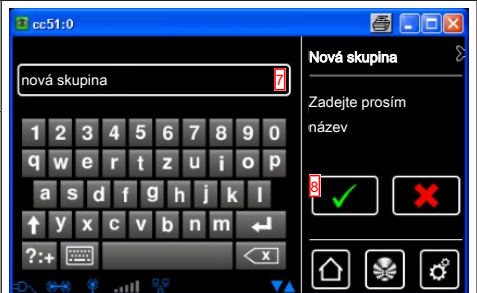 cc51:0
Nová skupina
nová skupina 7
Zadejte prosím
název
1 2 3 4 5 6 7 8 9 0
q w e r t z u i o p
a s d f g h j k l
y x c v b n m
?:+ x
8